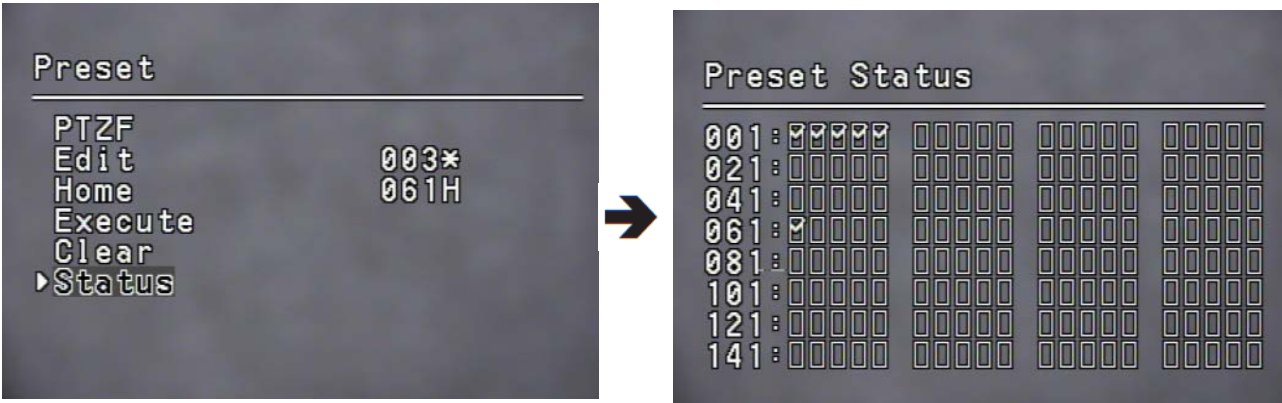 Preset
PTZF
Edit 003*
Home 061H
Execute
Clear
Status
Preset Status
001:
021:
041:
061:
081:
101:
121:
141: